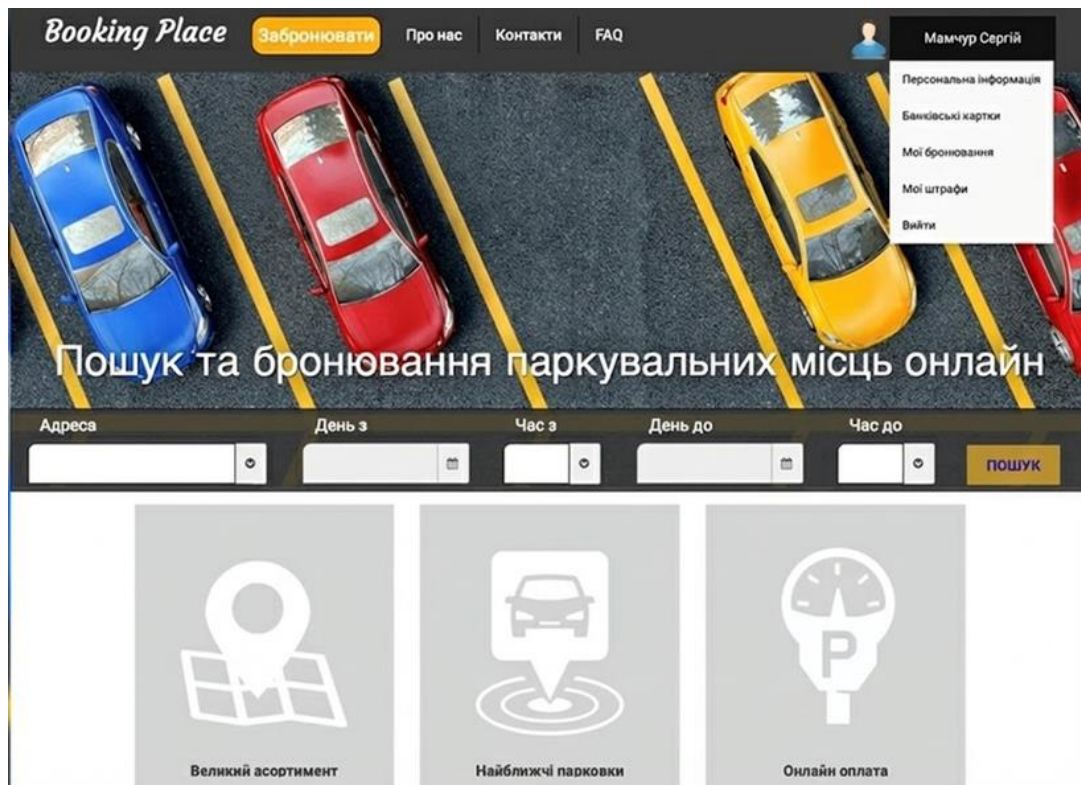 Booking Place
Забронювати
Про нас
Контакти
FAQ
Мамчур Сергій
Персональна інформація
Банківські картки
Мої бронювання
Мої штрафи
Вийти
Пошук та бронювання паркувальних місць онлайн
Адреса
День з
Час з
День до
Час до
ПОШУК
P
Великий асортимент
Найближчі парковки
Онлайн оплата